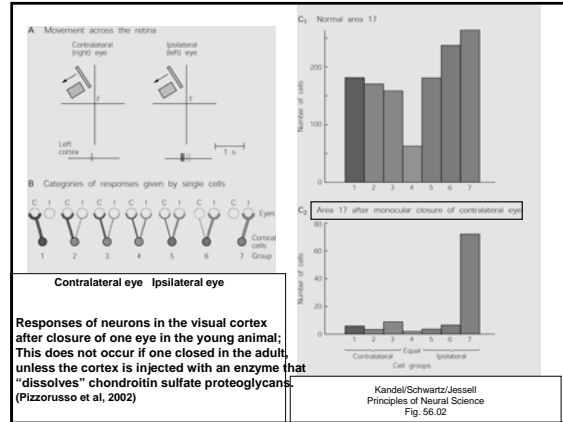 A Movement across the retina
Contralateral
(right) eye
Ipsilateral
(left) eye
F
F
Left
cortex
1 s
B Categories of responses given by single cells
C I C I C I C I C I C I C I
Eyes
Cortical
cells
1 2 3 4 5 6 7 Group
Contralateral eye Ipsilateral eye
Responses of neurons in the visual cortex
after closure of one eye in the young animal;
This does not occur if one closed in the adult,
unless the cortex is injected with an enzyme that
“dissolves” chondroitin sulfate proteoglycans.
(Pizzorusso et al, 2002)
C1 Normal area 17
Number of cells
200
100
0
1 2 3 4 5 6 7
C2 Area 17 after monocular closure of contralateral eye
Number of cells
80
60
40
20
0
1 2 3 4 5 6 7
Contralateral Equal Ipsilateral
Cell groups
Kandel/Schwartz/Jessell
Principles of Neural Science
Fig. 56.02